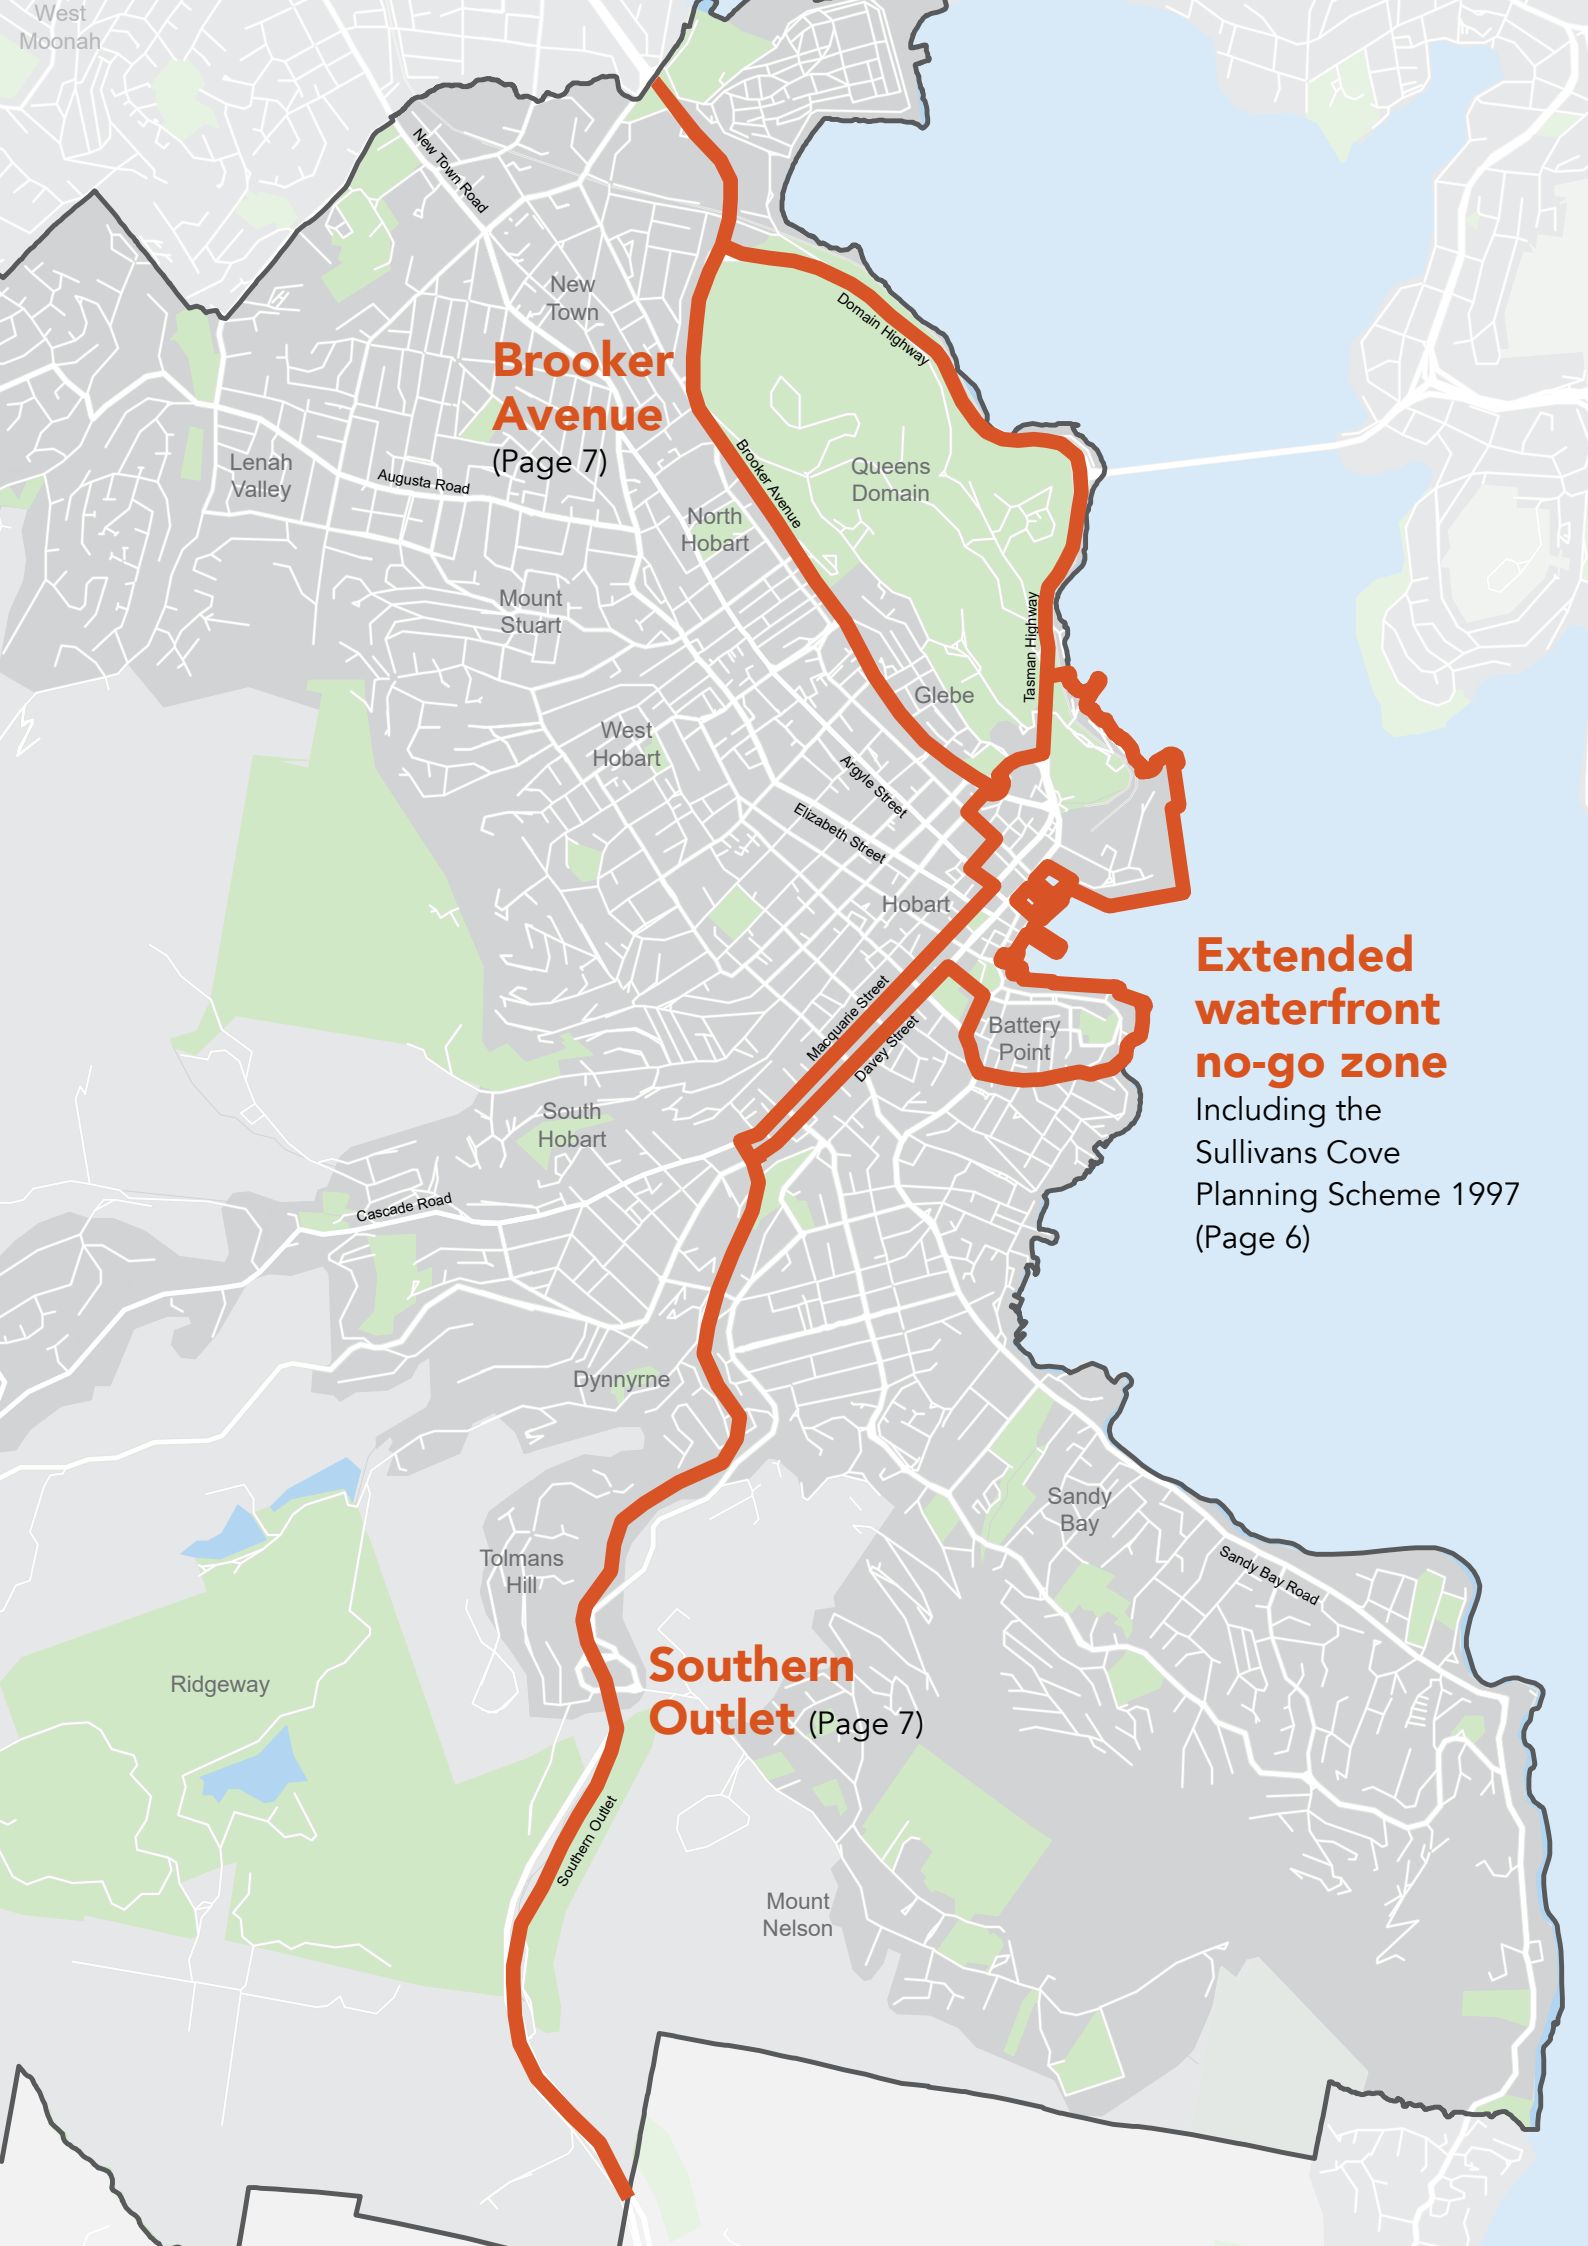 West
Moonah
New Town Road
New
Town
Brooker
Avenue
(Page 7)
Domain Highway
Lenah
Valley
Augusta Road
Brooker Avenue
Queens
Domain
North
Hobart
Mount
Stuart
Tasman Highway
Glebe
West
Hobart
Argyle Street
Elizabeth Street
Hobart
Extended
waterfront
no-go zone
Including the
Sullivans Cove
Planning Scheme 1997
(Page 6)
Macquarie Street
Davey Street
Battery
Point
South
Hobart
Cascade Road
Dynnyrne
Sandy
Bay
Sandy Bay Road
Tolmans
Hill
Southern
Outlet (Page 7)
Ridgeway
Southern Outlet
Mount
Nelson